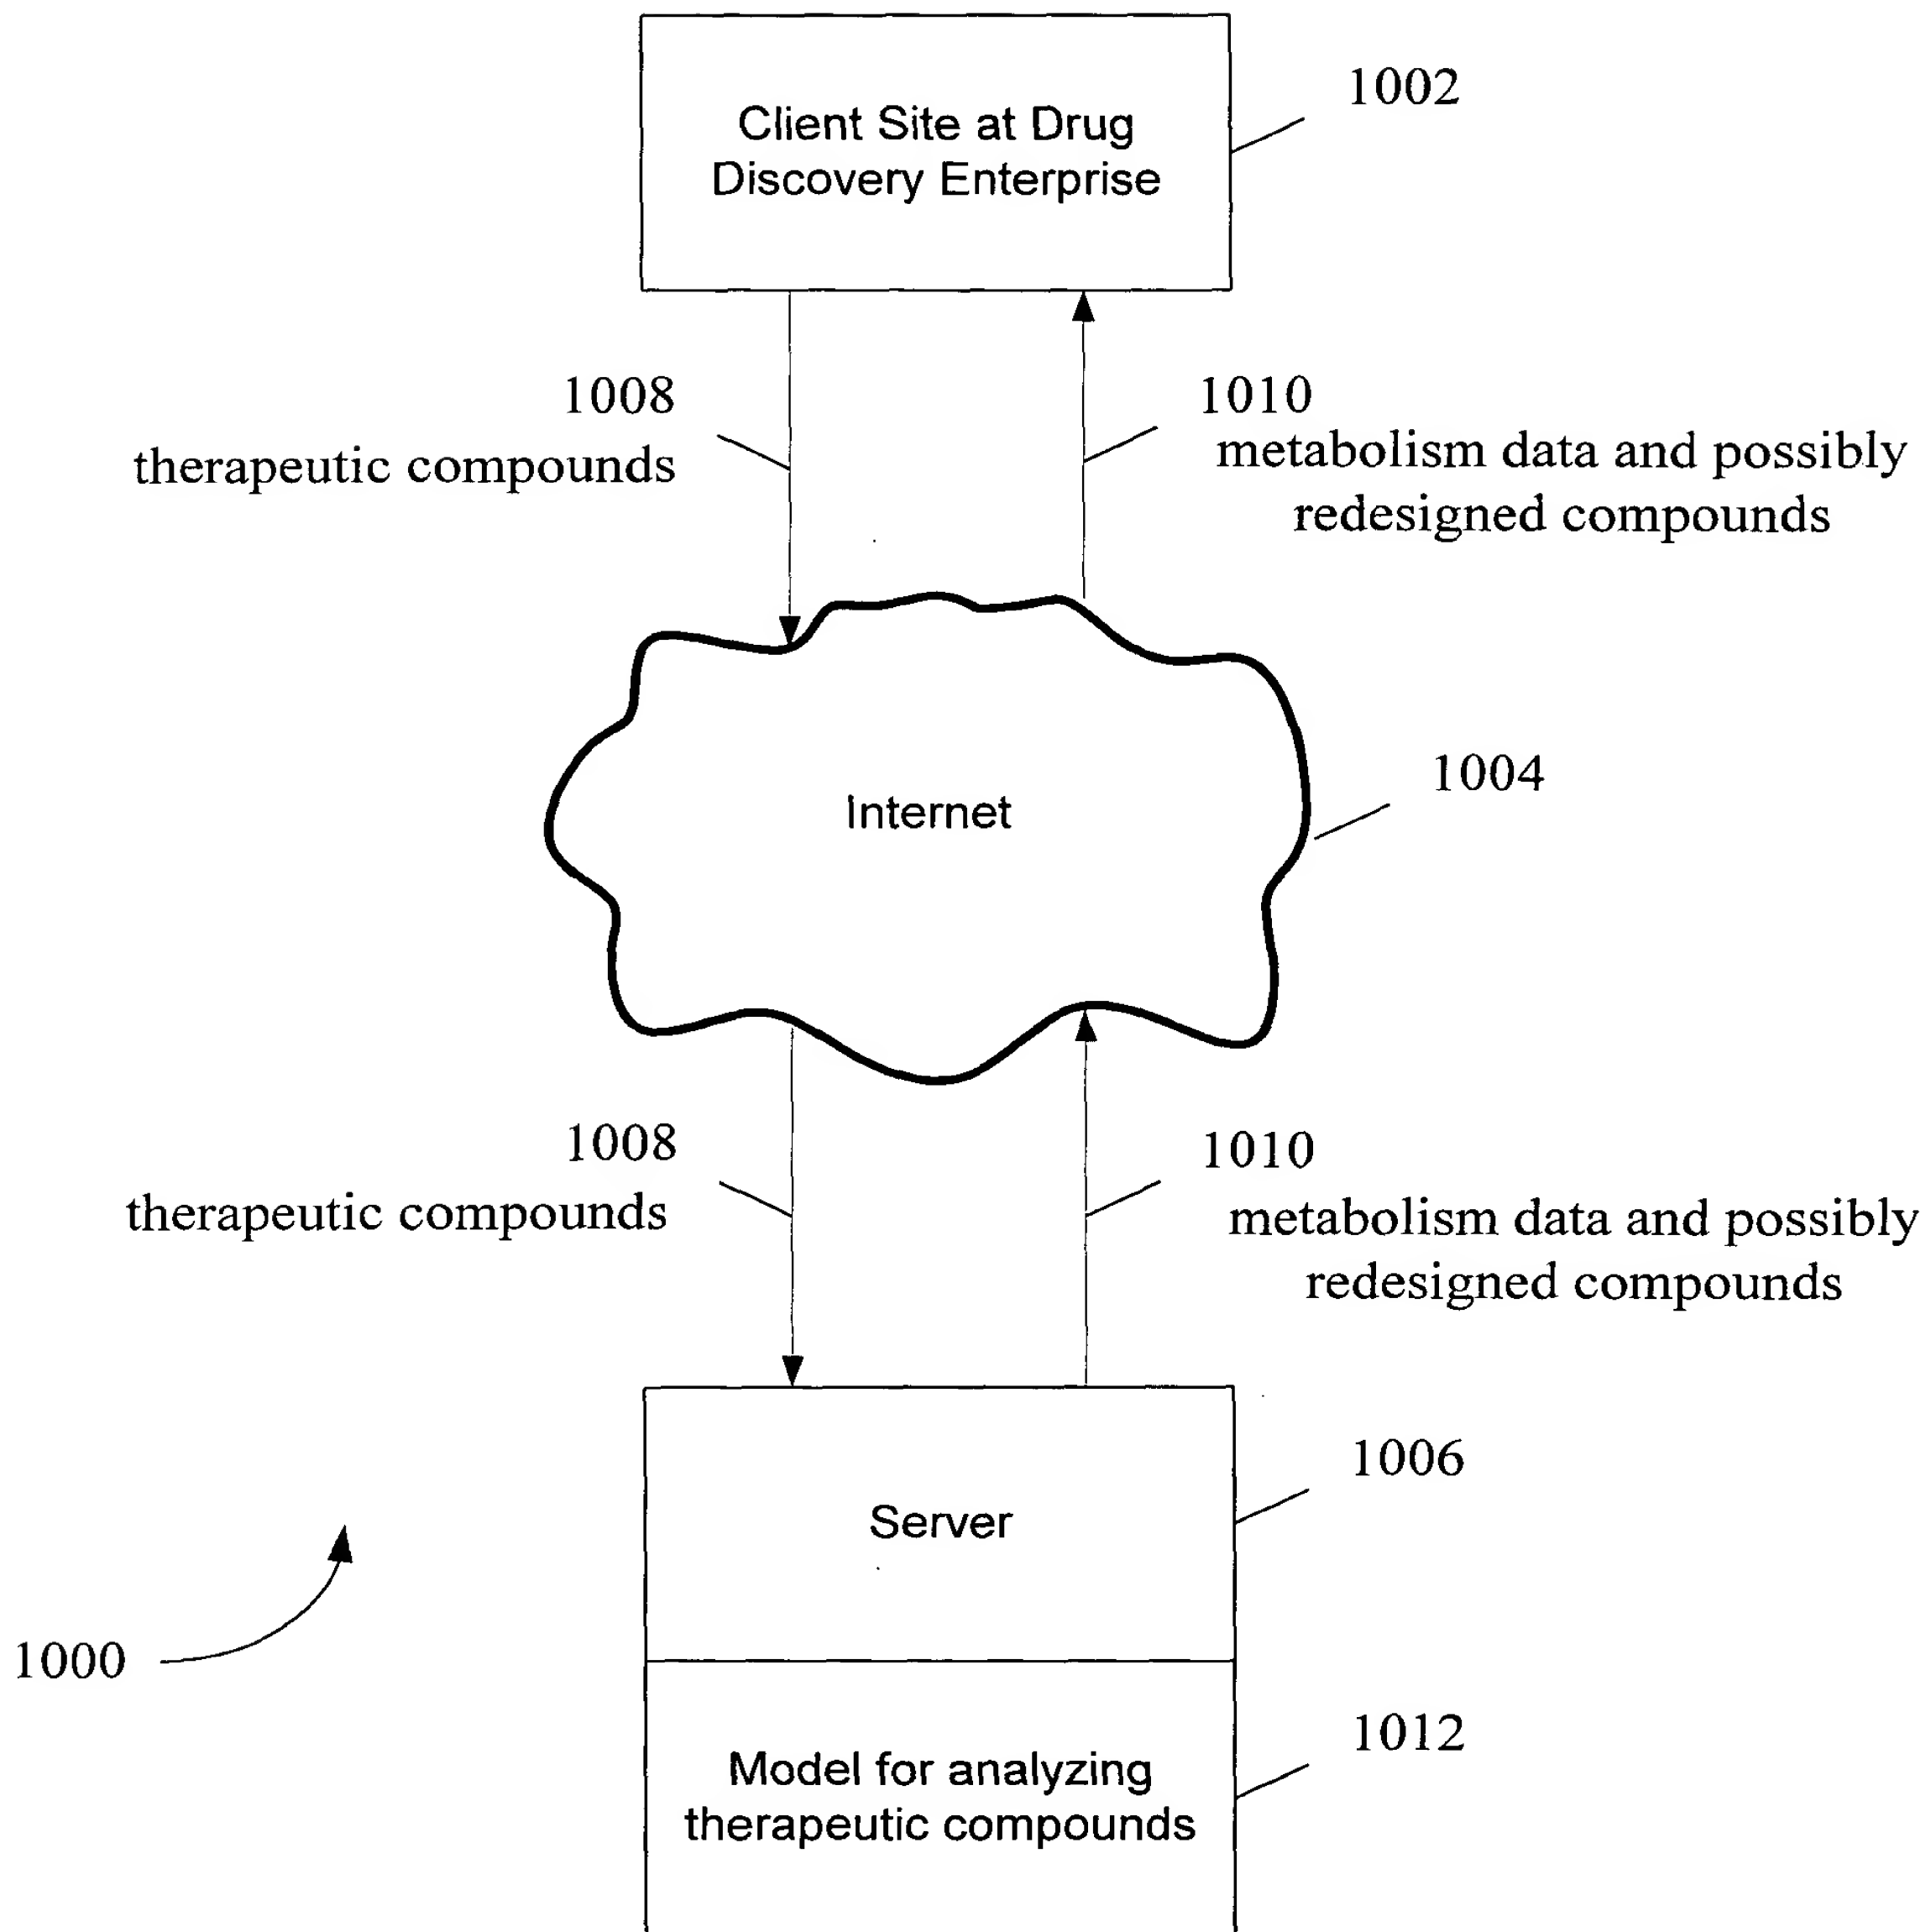 Client Site at Drug
Discovery Enterprise
1002
1008
therapeutic compounds
1010
metabolism data and possibly
redesigned compounds
Internet
1004
1008
therapeutic compounds
1010
metabolism data and possibly
redesigned compounds
Server
1006
1000
Model for analyzing
therapeutic compounds
1012